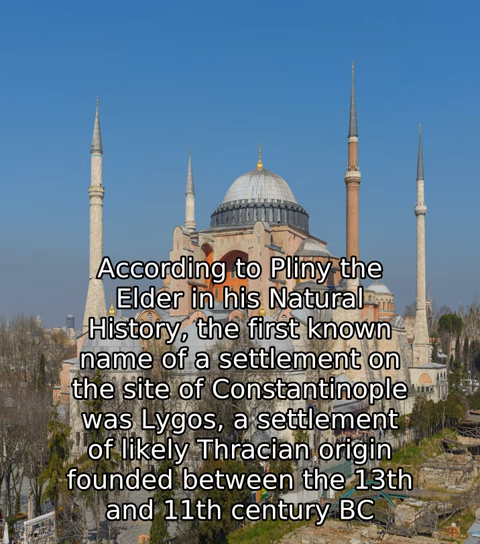 According to Pliny the
Elder in his Natural
History, the first known
name of a settlement on
the site of Constantinople
was Lygos, a settlement
of likely Thracian origin
founded between the 13th
and 11th century BC